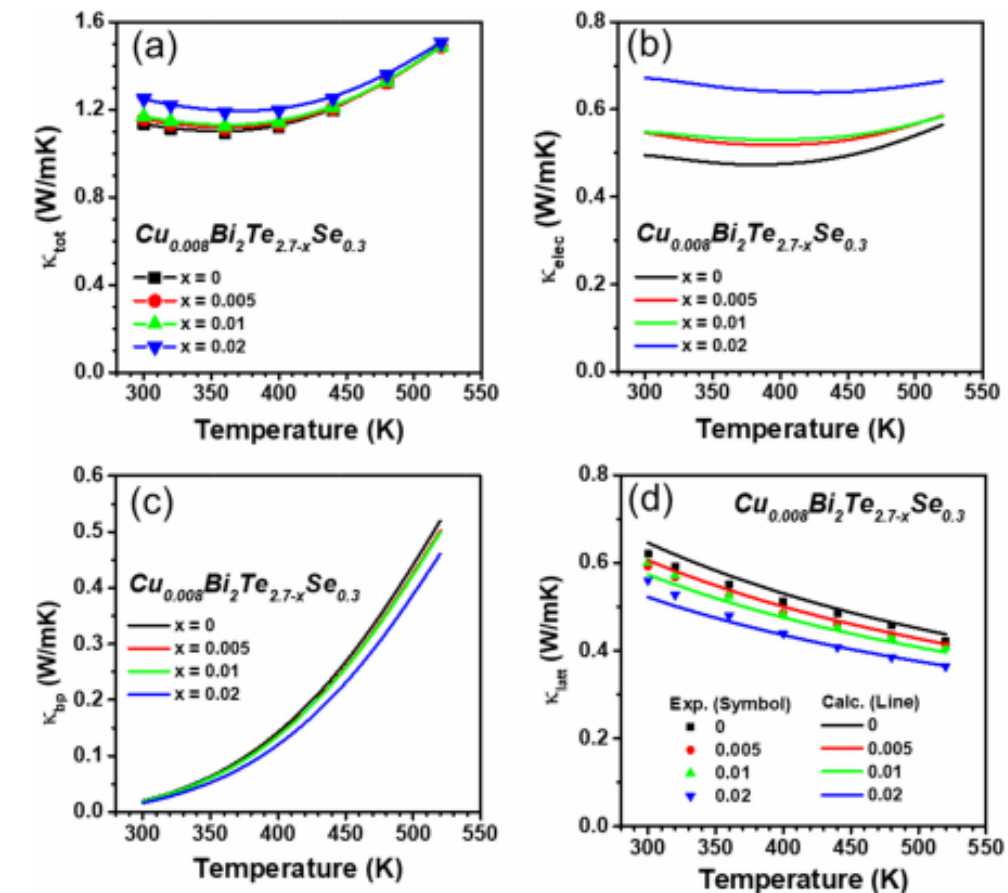 (a)
1.6
1.2
0.8
0.4
0.0
κtot (W/mK)
Cu0.008Bi2Te2.7-xSe0.3
x = 0
x = 0.005
x = 0.01
x = 0.02
300 350 400 450 500 550
Temperature (K)
(b)
0.8
0.6
0.4
0.2
0.0
κelec (W/mK)
Cu0.008Bi2Te2.7-xSe0.3
x = 0
x = 0.005
x = 0.01
x = 0.02
300 350 400 450 500 550
Temperature (K)
(c)
0.6
0.5
0.4
0.3
0.2
0.1
0.0
κbp (W/mK)
Cu0.008Bi2Te2.7-xSe0.3
x = 0
x = 0.005
x = 0.01
x = 0.02
300 350 400 450 500 550
Temperature (K)
(d)
0.8
0.6
0.4
0.2
0.0
κlatt (W/mK)
Cu0.008Bi2Te2.7-xSe0.3
Exp. (Symbol) Calc. (Line)
0 0
0.005 0.005
0.01 0.01
0.02 0.02
300 350 400 450 500 550
Temperature (K)